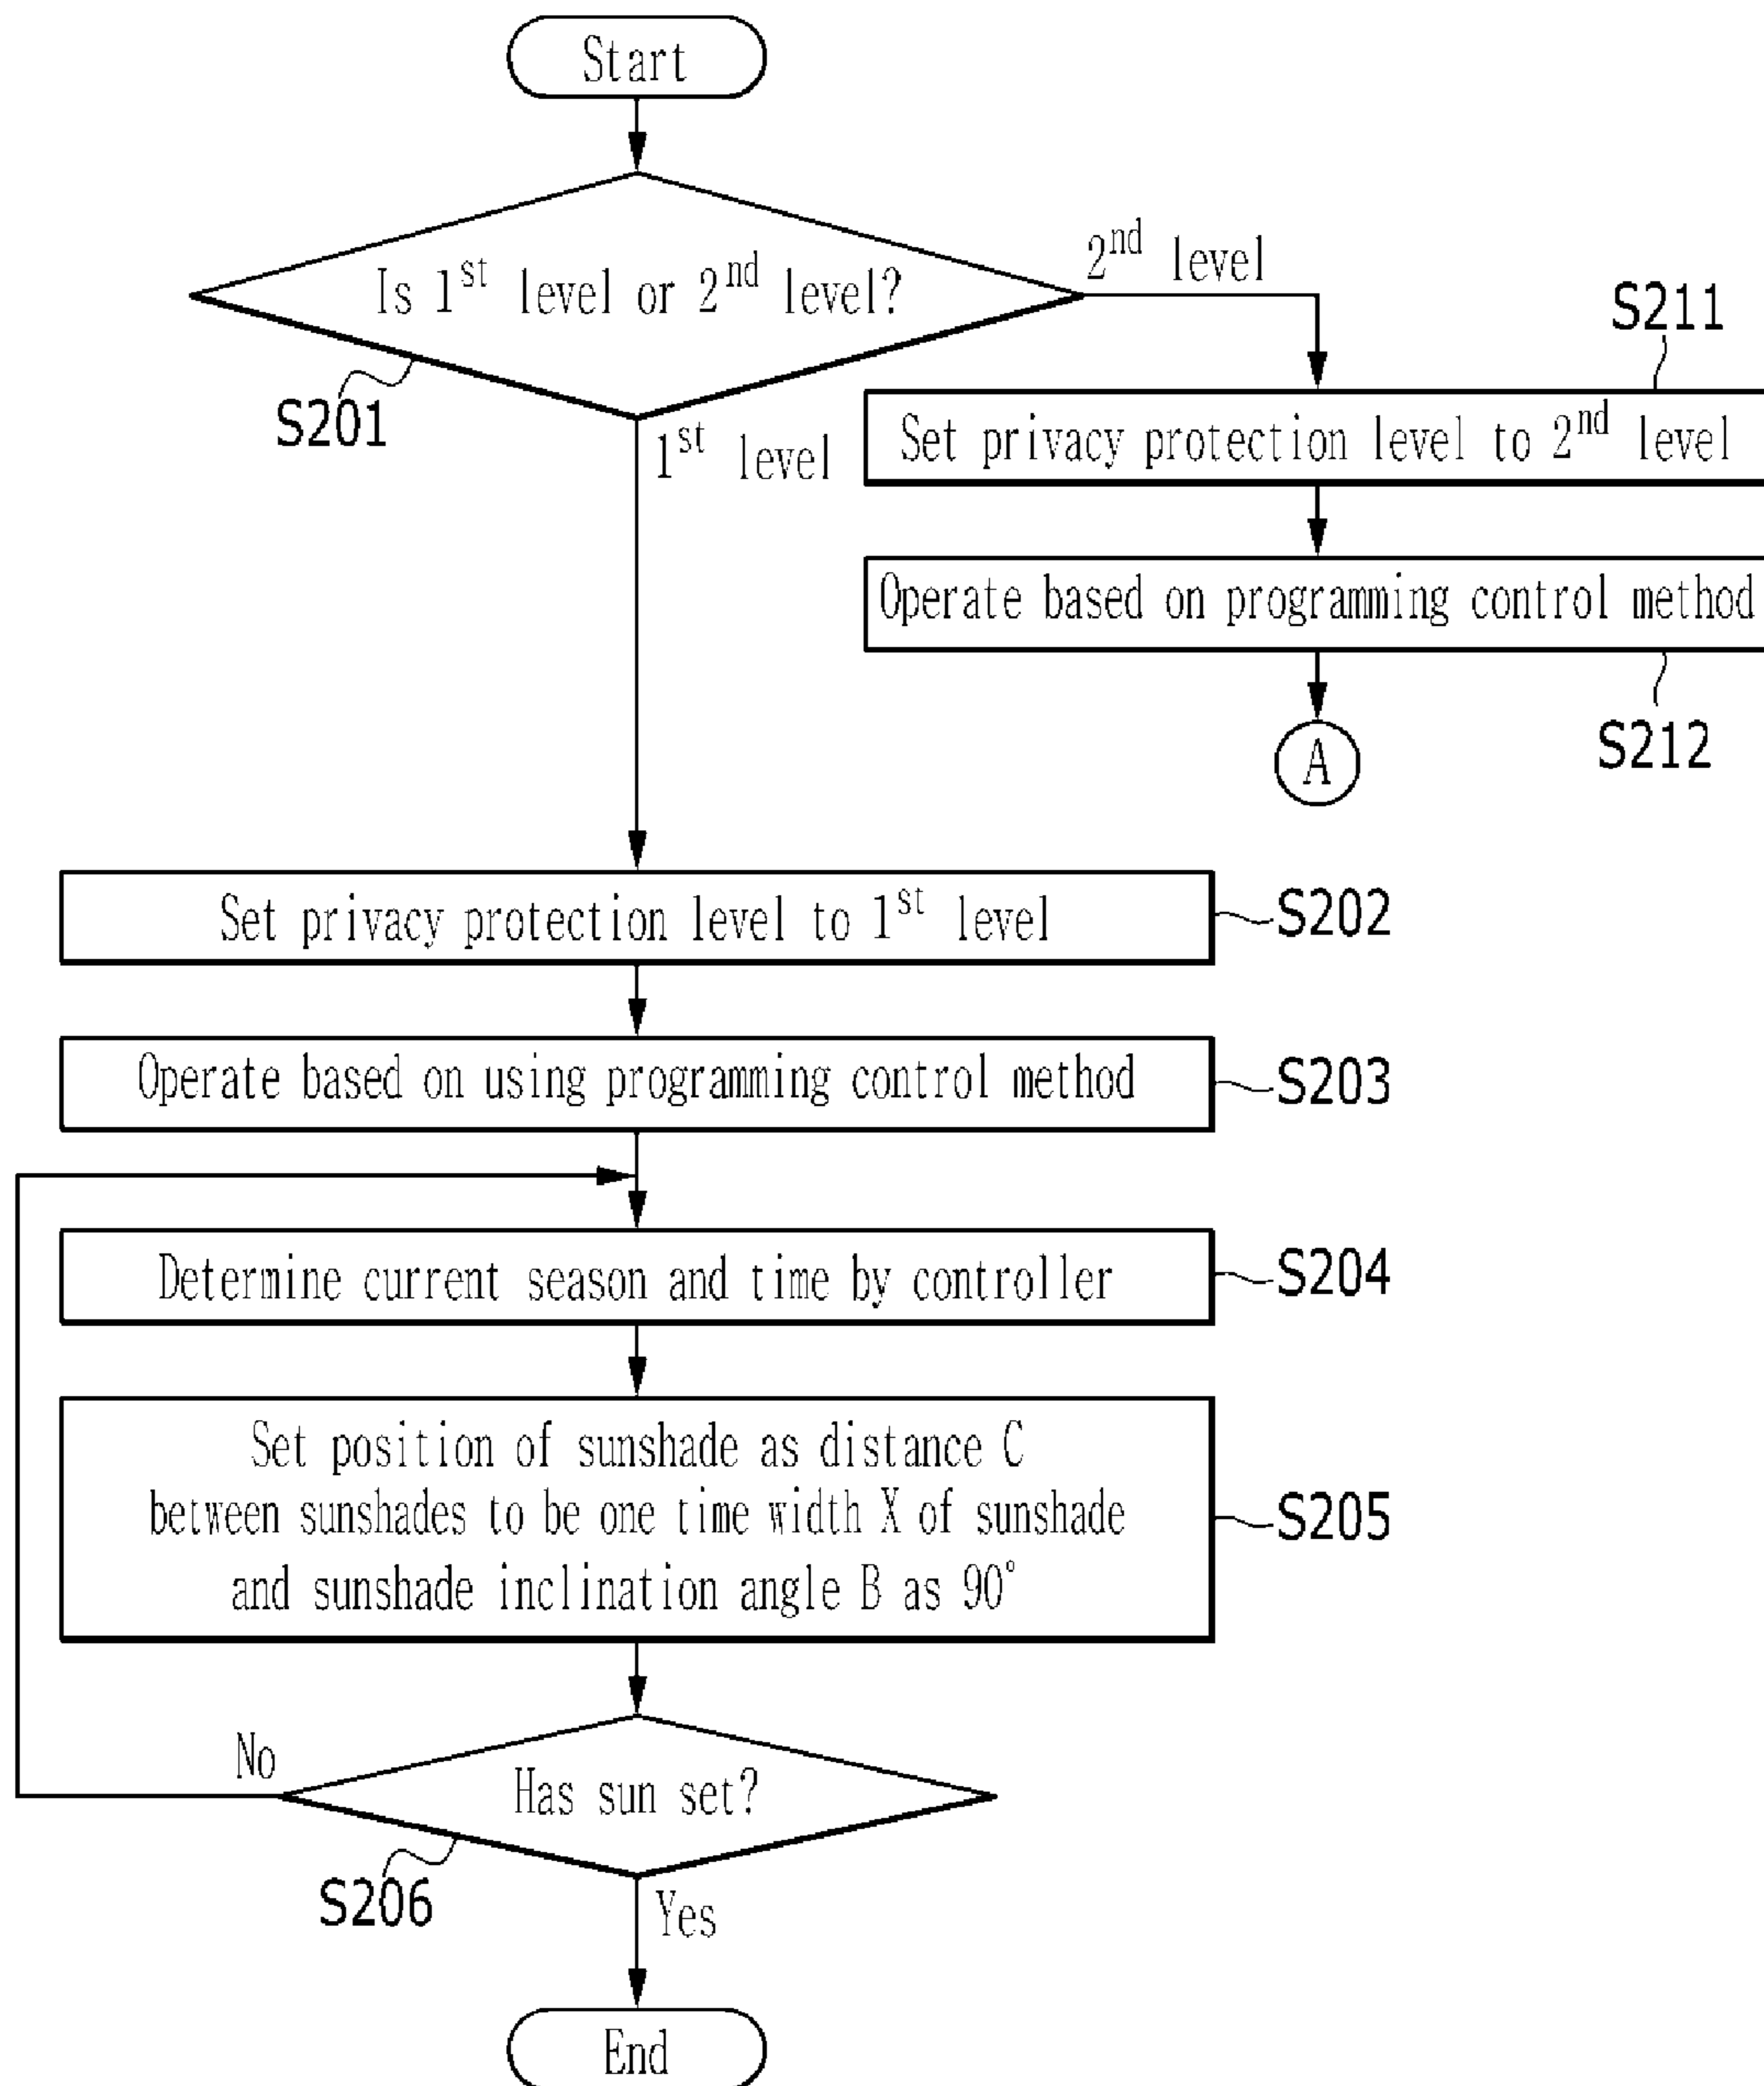 Start
Is 1st level or 2nd level?
S201
2nd level
1st level
S211
Set privacy protection level to 2nd level
Operate based on programming control method
S212
A
Set privacy protection level to 1st level
S202
Operate based on using programming control method
S203
Determine current season and time by controller
S204
Set position of sunshade as distance C
between sunshades to be one time width X of sunshade
and sunshade inclination angle B as 90°
S205
No
Has sun set?
S206
Yes
End